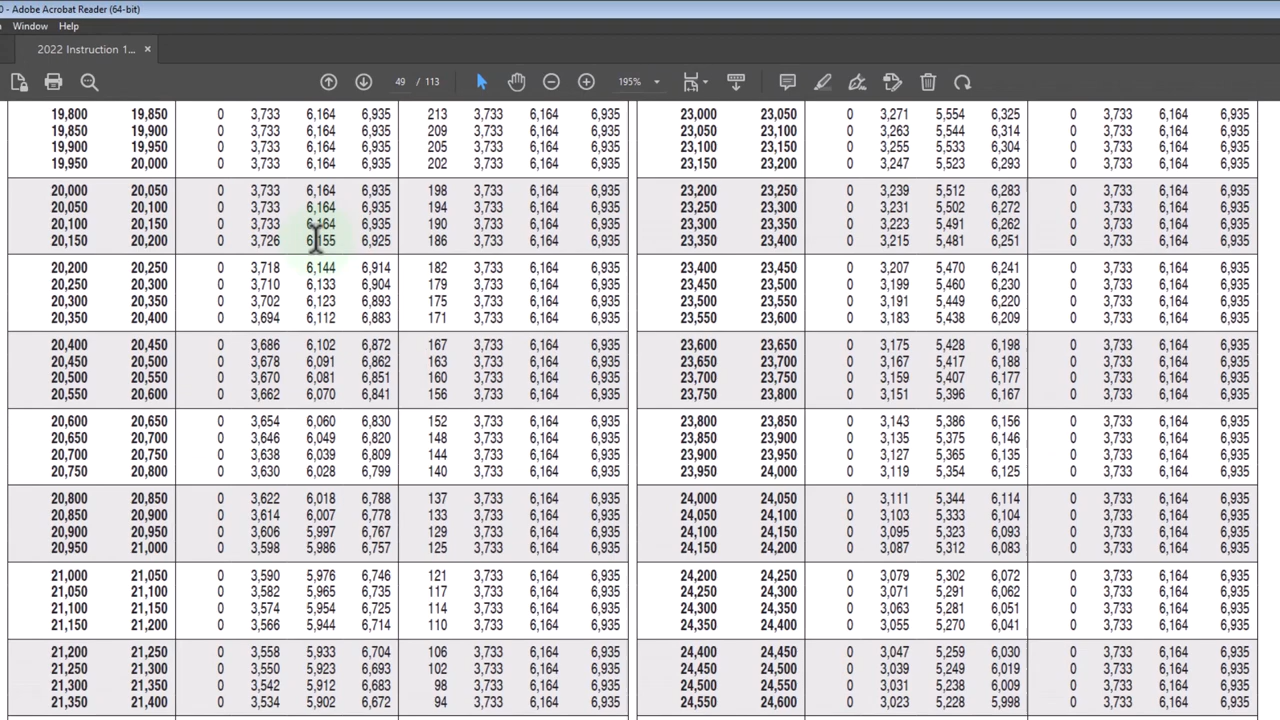 0 - Adobe Acrobat Reader (64-bit)
Window Help
2022 Instruction 1... ×
49 / 113 195%
19,800 19,850 0 3,733 6,164 6,935 213 3,733 6,164 6,935 23,000 23,050 0 3,271 5,554 6,325 0 3,733 6,164 6,935
19,850 19,900 0 3,733 6,164 6,935 209 3,733 6,164 6,935 23,050 23,100 0 3,263 5,544 6,314 0 3,733 6,164 6,935
19,900 19,950 0 3,733 6,164 6,935 205 3,733 6,164 6,935 23,100 23,150 0 3,255 5,533 6,304 0 3,733 6,164 6,935
19,950 20,000 0 3,733 6,164 6,935 202 3,733 6,164 6,935 23,150 23,200 0 3,247 5,523 6,293 0 3,733 6,164 6,935
20,000 20,050 0 3,733 6,164 6,935 198 3,733 6,164 6,935 23,200 23,250 0 3,239 5,512 6,283 0 3,733 6,164 6,935
20,050 20,100 0 3,733 6,164 6,935 194 3,733 6,164 6,935 23,250 23,300 0 3,231 5,502 6,272 0 3,733 6,164 6,935
20,100 20,150 0 3,733 6,164 6,935 190 3,733 6,164 6,935 23,300 23,350 0 3,223 5,491 6,262 0 3,733 6,164 6,935
20,150 20,200 0 3,726 6,155 6,925 186 3,733 6,164 6,935 23,350 23,400 0 3,215 5,481 6,251 0 3,733 6,164 6,935
20,200 20,250 0 3,718 6,144 6,914 182 3,733 6,164 6,935 23,400 23,450 0 3,207 5,470 6,241 0 3,733 6,164 6,935
20,250 20,300 0 3,710 6,133 6,904 179 3,733 6,164 6,935 23,450 23,500 0 3,199 5,460 6,230 0 3,733 6,164 6,935
20,300 20,350 0 3,702 6,123 6,893 175 3,733 6,164 6,935 23,500 23,550 0 3,191 5,449 6,220 0 3,733 6,164 6,935
20,350 20,400 0 3,694 6,112 6,883 171 3,733 6,164 6,935 23,550 23,600 0 3,183 5,438 6,209 0 3,733 6,164 6,935
20,400 20,450 0 3,686 6,102 6,872 167 3,733 6,164 6,935 23,600 23,650 0 3,175 5,428 6,198 0 3,733 6,164 6,935
20,450 20,500 0 3,678 6,091 6,862 163 3,733 6,164 6,935 23,650 23,700 0 3,167 5,417 6,188 0 3,733 6,164 6,935
20,500 20,550 0 3,670 6,081 6,851 160 3,733 6,164 6,935 23,700 23,750 0 3,159 5,407 6,177 0 3,733 6,164 6,935
20,550 20,600 0 3,662 6,070 6,841 156 3,733 6,164 6,935 23,750 23,800 0 3,151 5,396 6,167 0 3,733 6,164 6,935
20,600 20,650 0 3,654 6,060 6,830 152 3,733 6,164 6,935 23,800 23,850 0 3,143 5,386 6,156 0 3,733 6,164 6,935
20,650 20,700 0 3,646 6,049 6,820 148 3,733 6,164 6,935 23,850 23,900 0 3,135 5,375 6,146 0 3,733 6,164 6,935
20,700 20,750 0 3,638 6,039 6,809 144 3,733 6,164 6,935 23,900 23,950 0 3,127 5,365 6,135 0 3,733 6,164 6,935
20,750 20,800 0 3,630 6,028 6,799 140 3,733 6,164 6,935 23,950 24,000 0 3,119 5,354 6,125 0 3,733 6,164 6,935
20,800 20,850 0 3,622 6,018 6,788 137 3,733 6,164 6,935 24,000 24,050 0 3,111 5,344 6,114 0 3,733 6,164 6,935
20,850 20,900 0 3,614 6,007 6,778 133 3,733 6,164 6,935 24,050 24,100 0 3,103 5,333 6,104 0 3,733 6,164 6,935
20,900 20,950 0 3,606 5,997 6,767 129 3,733 6,164 6,935 24,100 24,150 0 3,095 5,323 6,093 0 3,733 6,164 6,935
20,950 21,000 0 3,598 5,986 6,757 125 3,733 6,164 6,935 24,150 24,200 0 3,087 5,312 6,083 0 3,733 6,164 6,935
21,000 21,050 0 3,590 5,976 6,746 121 3,733 6,164 6,935 24,200 24,250 0 3,079 5,302 6,072 0 3,733 6,164 6,935
21,050 21,100 0 3,582 5,965 6,735 117 3,733 6,164 6,935 24,250 24,300 0 3,071 5,291 6,062 0 3,733 6,164 6,935
21,100 21,150 0 3,574 5,954 6,725 114 3,733 6,164 6,935 24,300 24,350 0 3,063 5,281 6,051 0 3,733 6,164 6,935
21,150 21,200 0 3,566 5,944 6,714 110 3,733 6,164 6,935 24,350 24,400 0 3,055 5,270 6,041 0 3,733 6,164 6,935
21,200 21,250 0 3,558 5,933 6,704 106 3,733 6,164 6,935 24,400 24,450 0 3,047 5,259 6,030 0 3,733 6,164 6,935
21,250 21,300 0 3,550 5,923 6,693 102 3,733 6,164 6,935 24,450 24,500 0 3,039 5,249 6,019 0 3,733 6,164 6,935
21,300 21,350 0 3,542 5,912 6,683 98 3,733 6,164 6,935 24,500 24,550 0 3,031 5,238 6,009 0 3,733 6,164 6,935
21,350 21,400 0 3,534 5,902 6,672 94 3,733 6,164 6,935 24,550 24,600 0 3,023 5,228 5,998 0 3,733 6,164 6,935